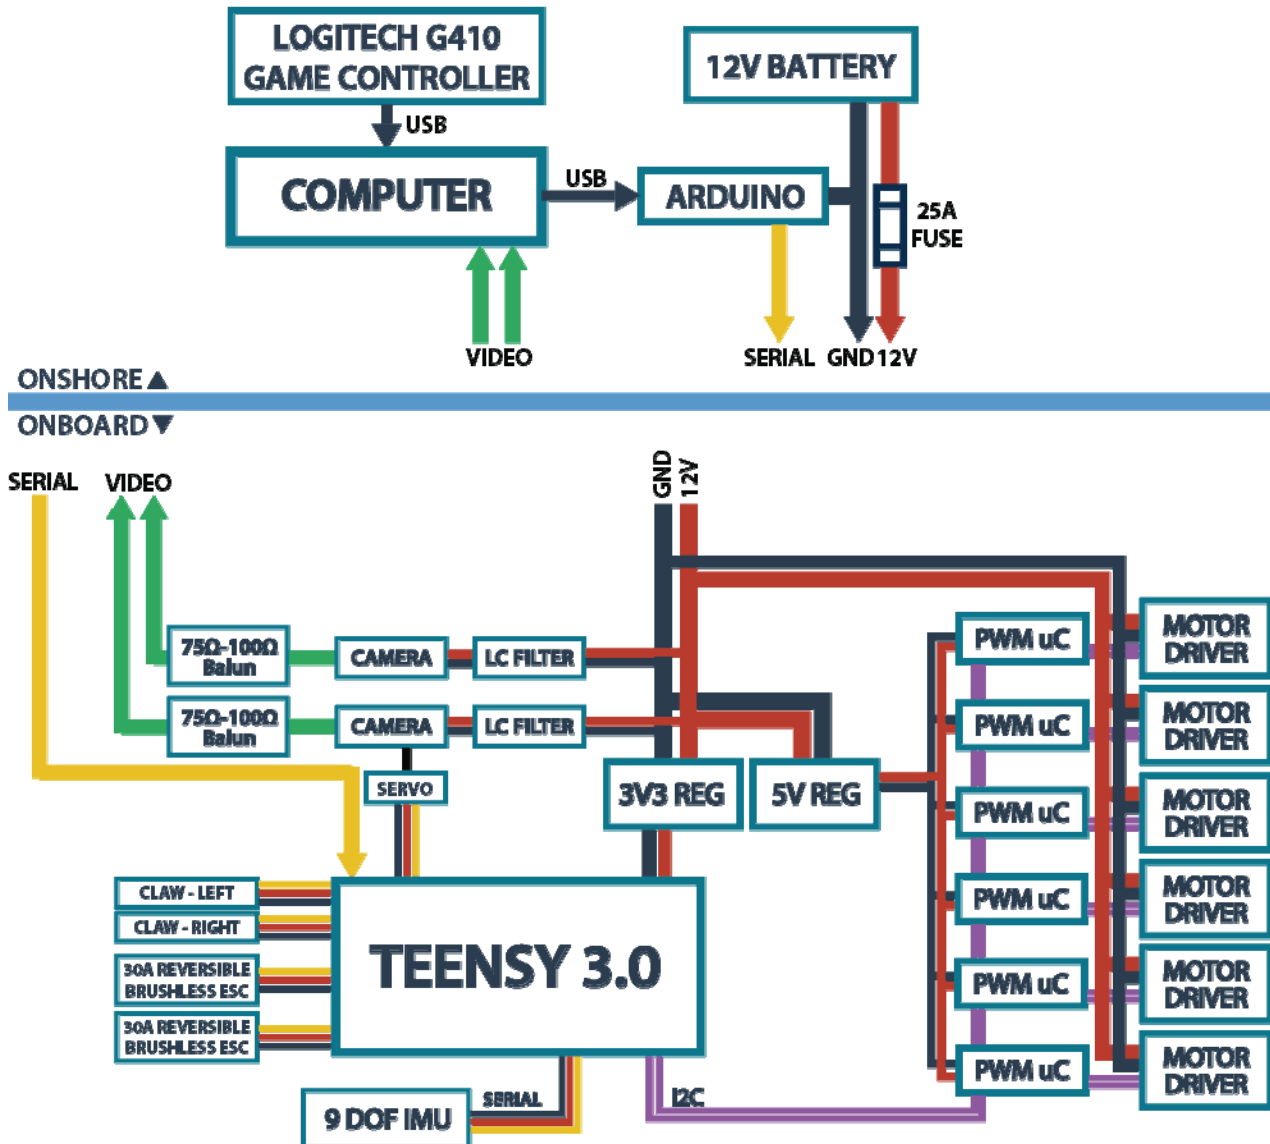 LOGITECH G410
GAME CONTROLLER
12V BATTERY
USB
COMPUTER
USB
ARDUINO
25A
FUSE
VIDEO
SERIAL
GND
12V
ONSHORE ▲
ONBOARD ▼
SERIAL
VIDEO
GND
12V
75Ω-100Ω
Balun
CAMERA
LC FILTER
75Ω-100Ω
Balun
CAMERA
LC FILTER
SERVO
3V3 REG
5V REG
PWM uC
MOTOR
DRIVER
PWM uC
MOTOR
DRIVER
PWM uC
MOTOR
DRIVER
PWM uC
MOTOR
DRIVER
PWM uC
MOTOR
DRIVER
PWM uC
MOTOR
DRIVER
CLAW - LEFT
CLAW - RIGHT
30A REVERSIBLE
BRUSHLESS ESC
30A REVERSIBLE
BRUSHLESS ESC
TEENSY 3.0
SERIAL
I2C
9 DOF IMU